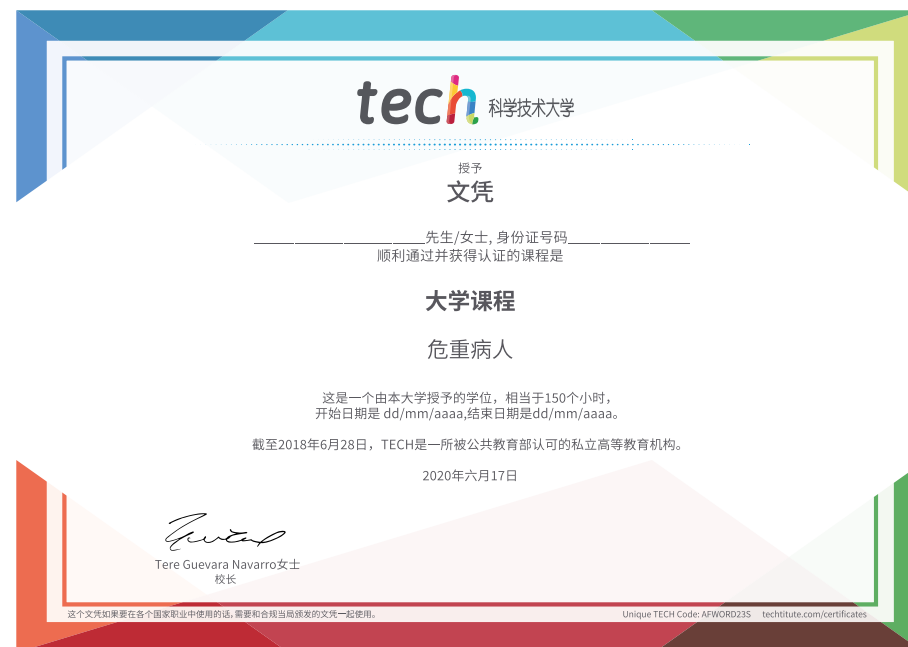 tech 科学技术大学
授予
文凭
________________________先生/女士, 身份证号码_________________
顺利通过并获得认证的课程是
大学课程
危重病人
这是一个由本大学授予的学位，相当于150个小时，
开始日期是 dd/mm/aaaa,结束日期是dd/mm/aaaa。
截至2018年6月28日，TECH是一所被公共教育部认可的私立高等教育机构。
2020年六月17日
Tere Guevara Navarro女士
校长
这个文凭如果要在各个国家职业中使用的话,需要和合规当局颁发的文凭一起使用。
Unique TECH Code: AFWORD23S techtitute.com/certificates